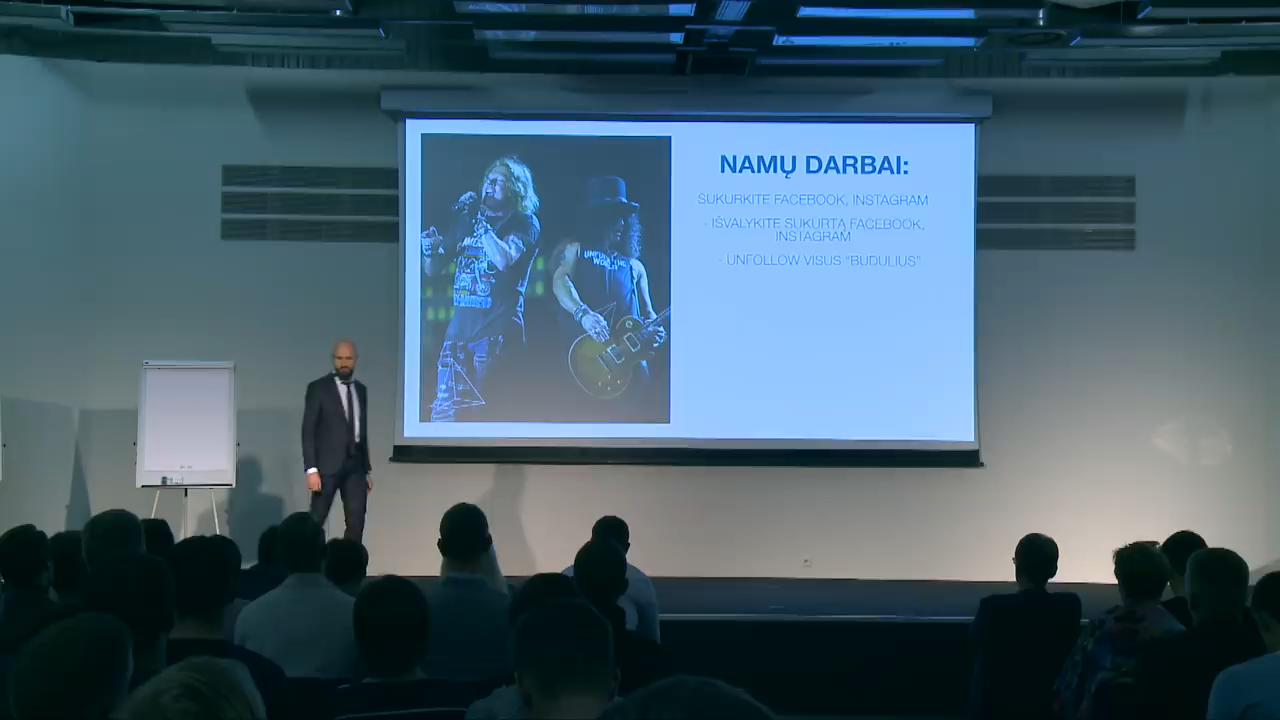 NAMŲ DARBAI:
SUKURKITE FACEBOOK, INSTAGRAM
- IŠVALYKITE SUKURTĄ FACEBOOK,
INSTAGRAM
- UNFOLLOW VISUS "BUDULIUS"